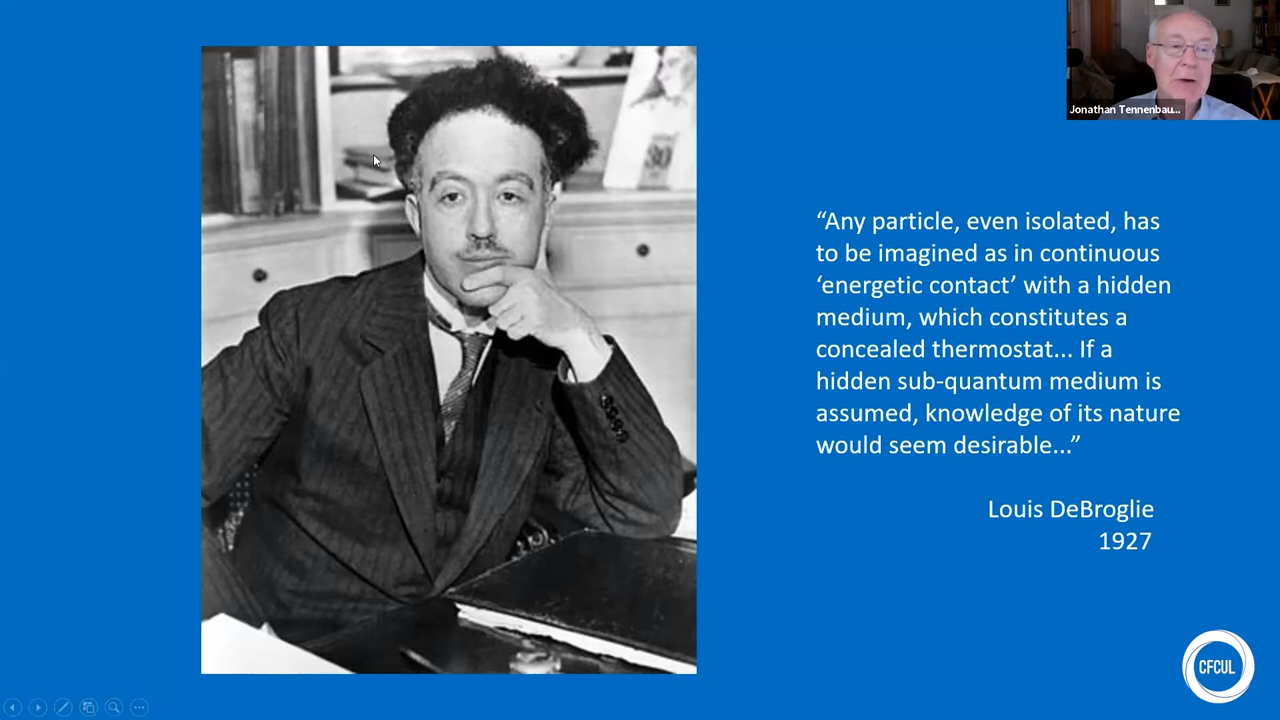 Jonathan Tennenbau...
“Any particle, even isolated, has
to be imagined as in continuous
‘energetic contact’ with a hidden
medium, which constitutes a
concealed thermostat... If a
hidden sub-quantum medium is
assumed, knowledge of its nature
would seem desirable...”
Louis DeBroglie
1927
CFCUL